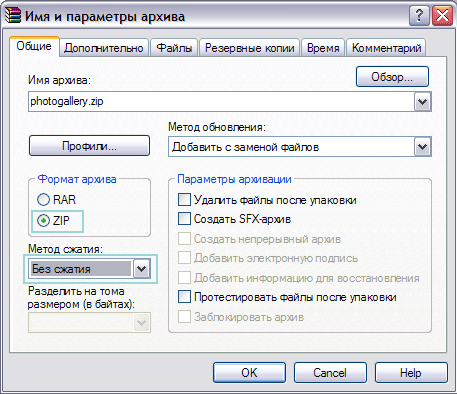 Имя и параметры архива
Общие Дополнительно Файлы Резервные копии Время Комментарий
Имя архива:
Обзор...
photogallery.zip
Метод обновления:
Профили...
Добавить с заменой файлов
Формат архива
RAR
ZIP
Метод сжатия:
Без сжатия
Разделить на тома
размером (в байтах):
Параметры архивации
Удалить файлы после упаковки
Создать SFX-архив
Создать непрерывный архив
Добавить электронную подпись
Добавить информацию для восстановления
Протестировать файлы после упаковки
Заблокировать архив
OK Cancel Help